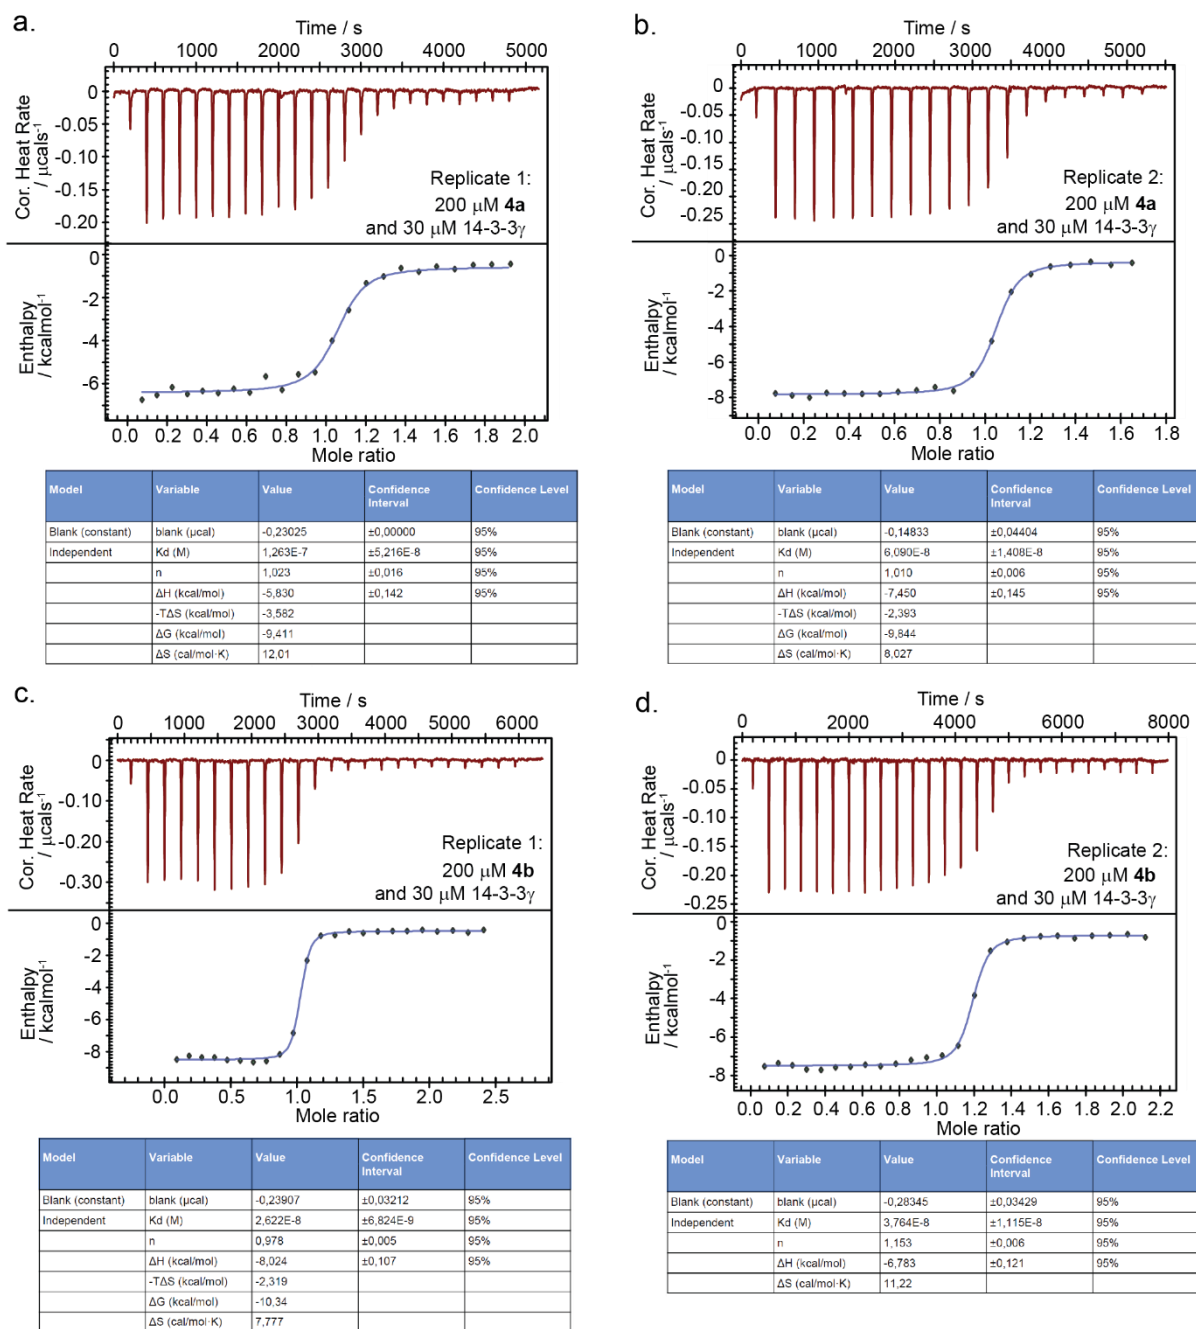 a.
Time / s
0 1000 2000 3000 4000 5000
Cor. Heat Rate
/ µcals⁻¹
0
-0.05
-0.10
-0.15
-0.20
Replicate 1:
200 µM 4a
and 30 µM 14-3-3γ
Enthalpy
/ kcalmol⁻¹
0
-2
-4
-6
0.0 0.2 0.4 0.6 0.8 1.0 1.2 1.4 1.6 1.8 2.0
Mole ratio
Model Variable Value Confidence Interval Confidence Level
Blank (constant) blank (µcal) -0,23025 ±0,00000 95%
Independent Kd (M) 1,263E-7 ±5,216E-8 95%
n 1,023 ±0,016 95%
ΔH (kcal/mol) -5,830 ±0,142 95%
-TΔS (kcal/mol) -3,582
ΔG (kcal/mol) -9,411
ΔS (cal/mol·K) 12,01
b.
Time / s
0 1000 2000 3000 4000 5000
Cor. Heat Rate
/ µcals⁻¹
0
-0.05
-0.10
-0.15
-0.20
-0.25
Replicate 2:
200 µM 4a
and 30 µM 14-3-3γ
Enthalpy
/ kcalmol⁻¹
0
-2
-4
-6
-8
0.0 0.2 0.4 0.6 0.8 1.0 1.2 1.4 1.6 1.8
Mole ratio
Model Variable Value Confidence Interval Confidence Level
Blank (constant) blank (µcal) -0,14833 ±0,04404 95%
Independent Kd (M) 6,090E-8 ±1,408E-8 95%
n 1,010 ±0,006 95%
ΔH (kcal/mol) -7,450 ±0,145 95%
-TΔS (kcal/mol) -2,393
ΔG (kcal/mol) -9,844
ΔS (cal/mol·K) 8,027
c.
Time / s
0 1000 2000 3000 4000 5000 6000
Cor. Heat Rate
/ µcals⁻¹
0
-0.10
-0.20
-0.30
Replicate 1:
200 µM 4b
and 30 µM 14-3-3γ
Enthalpy
/ kcalmol⁻¹
0
-2
-4
-6
-8
0.0 0.5 1.0 1.5 2.0 2.5
Mole ratio
Model Variable Value Confidence Interval Confidence Level
Blank (constant) blank (µcal) -0,23907 ±0,03212 95%
Independent Kd (M) 2,622E-8 ±6,824E-9 95%
n 0,978 ±0,005 95%
ΔH (kcal/mol) -8,024 ±0,107 95%
-TΔS (kcal/mol) -2,319
ΔG (kcal/mol) -10,34
ΔS (cal/mol·K) 7,777
d.
Time / s
0 2000 4000 6000 8000
Cor. Heat Rate
/ µcals⁻¹
0
-0.05
-0.10
-0.15
-0.20
-0.25
Replicate 2:
200 µM 4b
and 30 µM 14-3-3γ
Enthalpy
/ kcalmol⁻¹
0
-2
-4
-6
-8
0.0 0.2 0.4 0.6 0.8 1.0 1.2 1.4 1.6 1.8 2.0 2.2
Mole ratio
Model Variable Value Confidence Interval Confidence Level
Blank (constant) blank (µcal) -0,28345 ±0,03429 95%
Independent Kd (M) 3,764E-8 ±1,115E-8 95%
n 1,153 ±0,006 95%
ΔH (kcal/mol) -6,783 ±0,121 95%
ΔS (cal/mol·K) 11,22